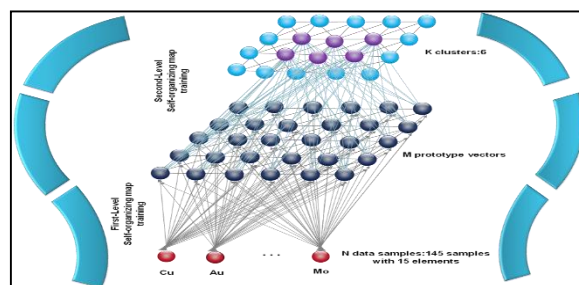 K clusters:6
Second-Level
Self-organizing map
training
M prototype vectors
First-Level
Self-organizing map
training
N data samples:145 samples
with 15 elements
Cu Au ... Mo